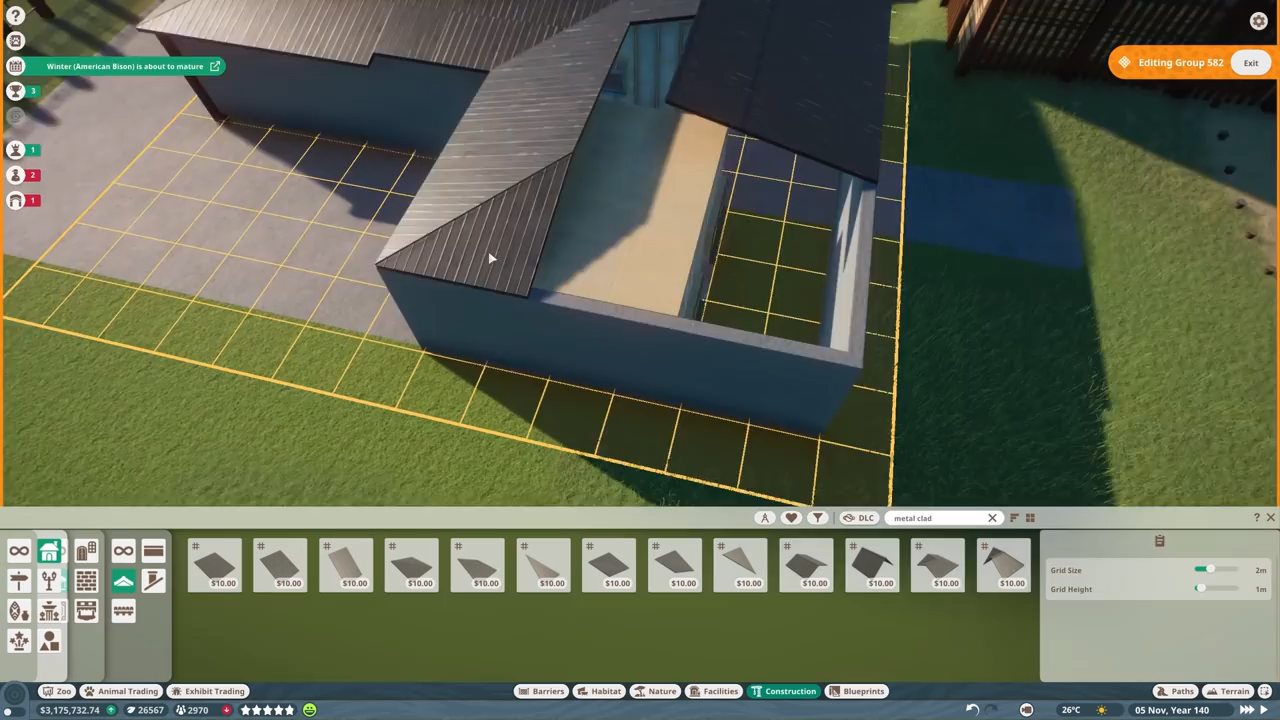 ?
Winter (American Bison) is about to mature
3
1
2
1
Editing Group 582
Exit
DLC
metal clad
?
$10.00
$10.00
$10.00
$10.00
$10.00
$10.00
$10.00
$10.00
$10.00
$10.00
$10.00
$10.00
$10.00
Grid Size
2m
Grid Height
1m
Zoo
Animal Trading
Exhibit Trading
Barriers
Habitat
Nature
Facilities
Construction
Blueprints
Paths
Terrain
$3,175,732.74
26567
2970
26°C
05 Nov, Year 140